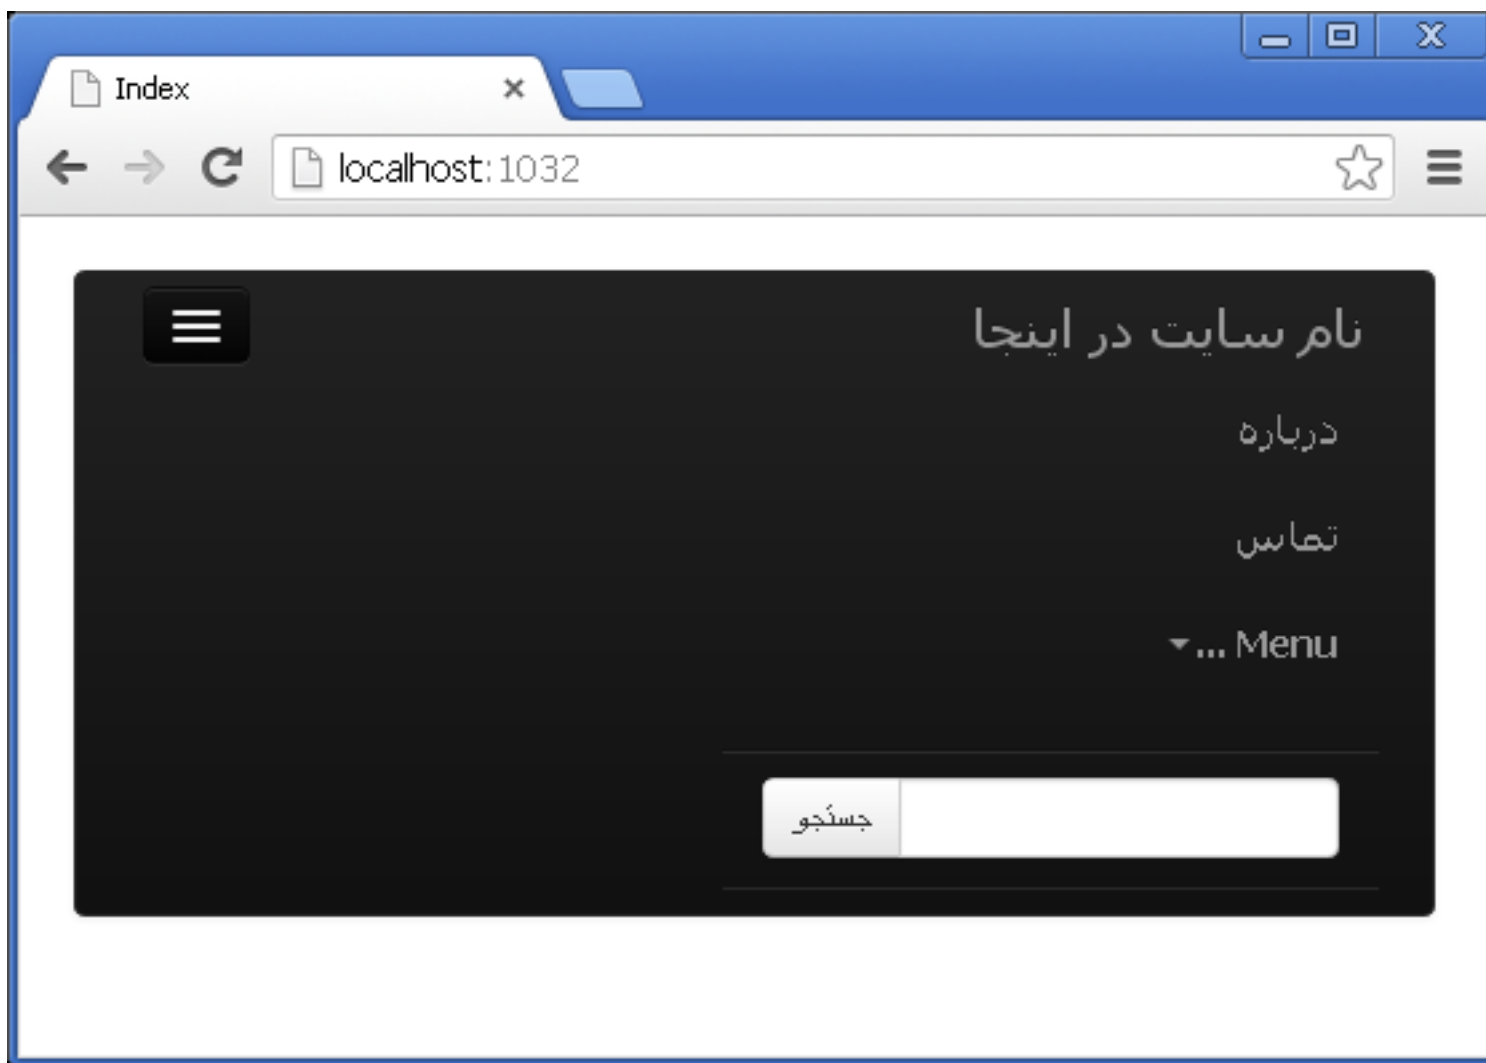 Index
localhost:1032
نام سایت در اینجا
درباره
تماس
Menu ...
جستجو